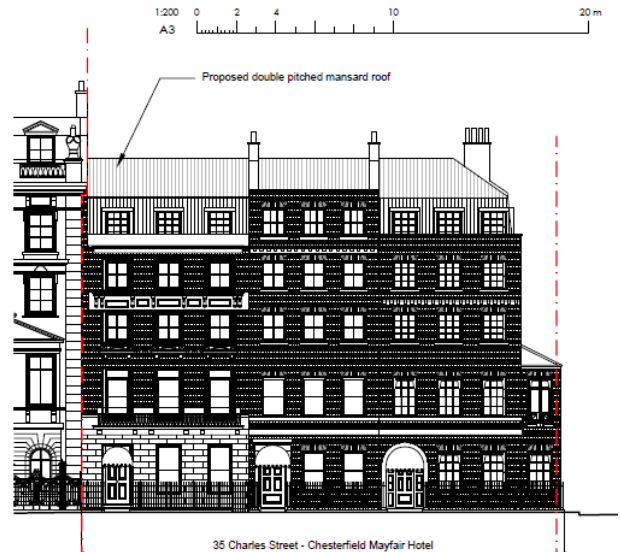 1:200 0 2 4 10 20 m
A3
Proposed double pitched mansard roof
35 Charles Street - Chesterfield Mayfair Hotel